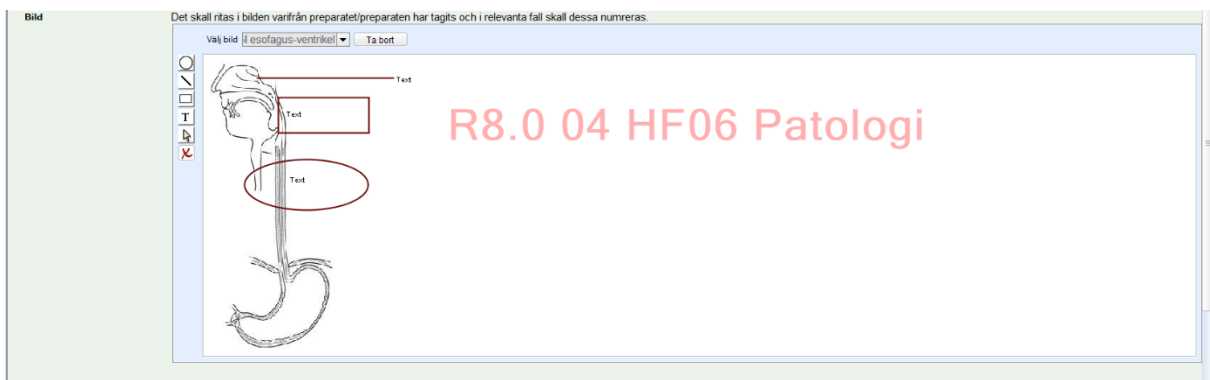 Bild
Det skall ritas i bilden varifrån preparatet/preparaten har tagits och i relevanta fall skall dessa numreras.
Välj bild esofagus-ventrikel Ta bort
Text
Text
R8.0 04 HF06 Patologi
T
Text